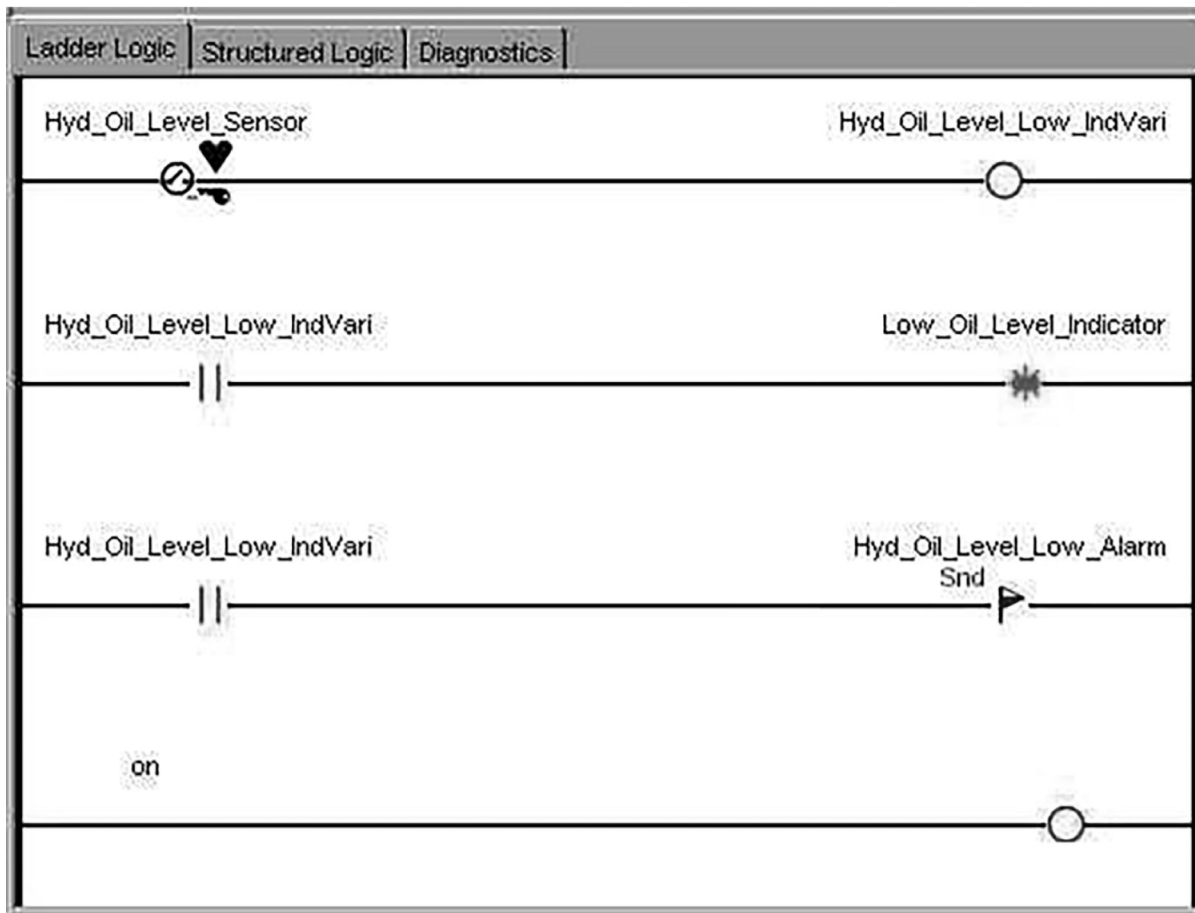 Ladder Logic Structured Logic Diagnostics
Hyd_Oil_Level_Sensor Hyd_Oil_Level_Low_IndVari
Hyd_Oil_Level_Low_IndVari Low_Oil_Level_Indicator
Hyd_Oil_Level_Low_IndVari Hyd_Oil_Level_Low_Alarm
Snd
on